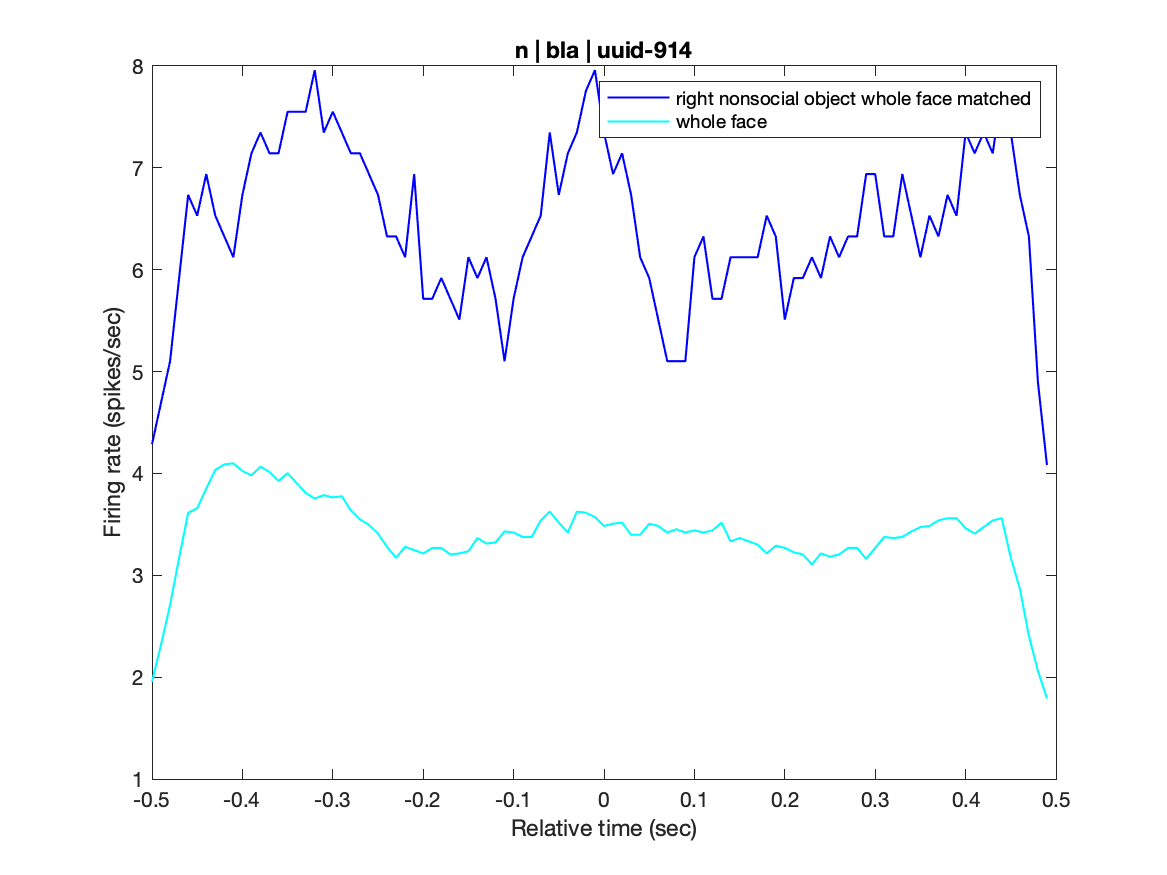 n | bla | uuid-914
right nonsocial object whole face matched
whole face
Firing rate (spikes/sec)
8
7
6
5
4
3
2
1
-0.5 -0.4 -0.3 -0.2 -0.1 0 0.1 0.2 0.3 0.4 0.5
Relative time (sec)